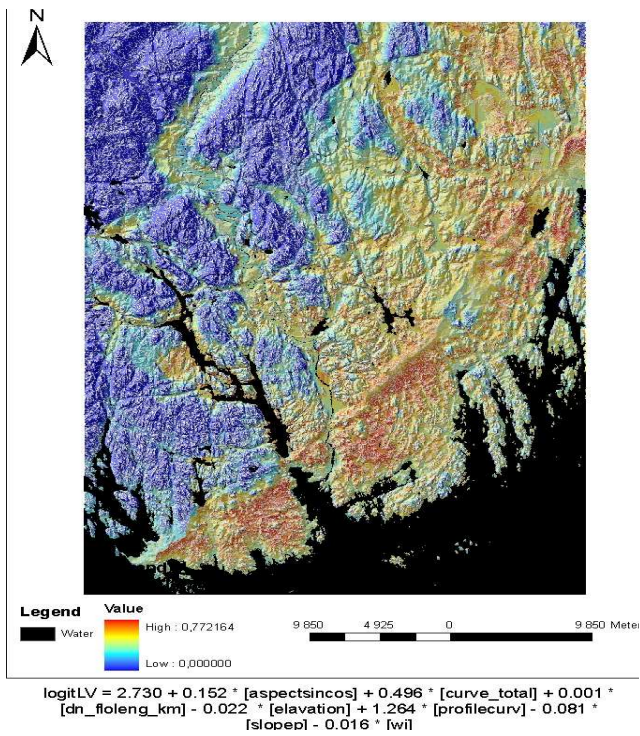 N
Legend
Water
Value
High : 0,772164
Low : 0,000000
9 850 4 925 0 9 850 Meter
logitLV = 2.730 + 0.152 * [aspectsincos] + 0.496 * [curve_total] + 0.001 *
[dn_floleng_km] - 0.022 * [elavation] + 1.264 * [profilecurv] - 0.081 *
[slopep] - 0.016 * [wi]